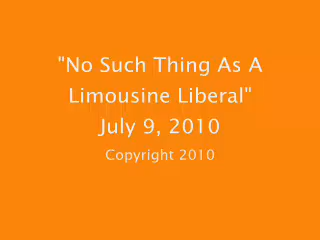 "No Such Thing As A
Limousine Liberal"
July 9, 2010
Copyright 2010